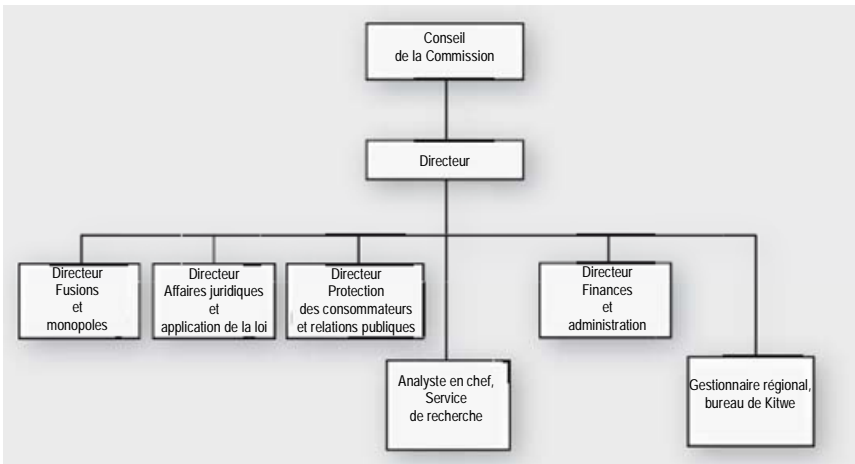 Conseil
de la Commission
Directeur
Directeur
Fusions
et
monopoles
Directeur
Affaires juridiques
et
application de la loi
Directeur
Protection
des consommateurs
et relations publiques
Directeur
Finances
et
administration
Analyste en chef,
Service
de recherche
Gestionnaire régional,
bureau de Kitwe